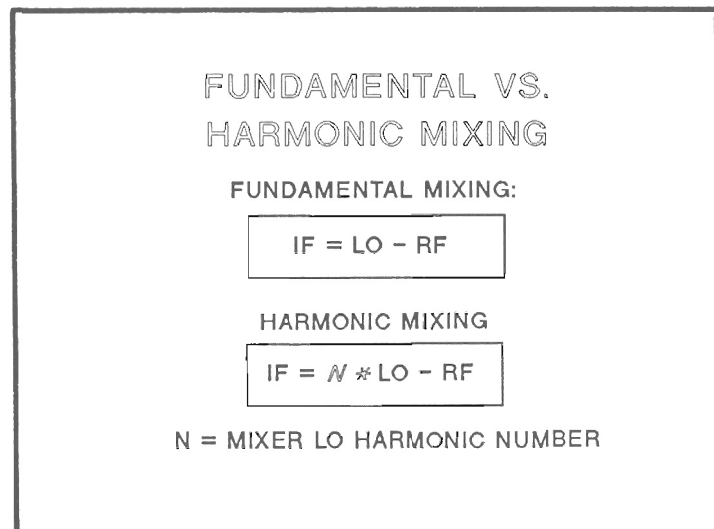 FUNDAMENTAL VS.
HARMONIC MIXING
FUNDAMENTAL MIXING:
IF = LO - RF
HARMONIC MIXING
IF = N * LO - RF
N = MIXER LO HARMONIC NUMBER